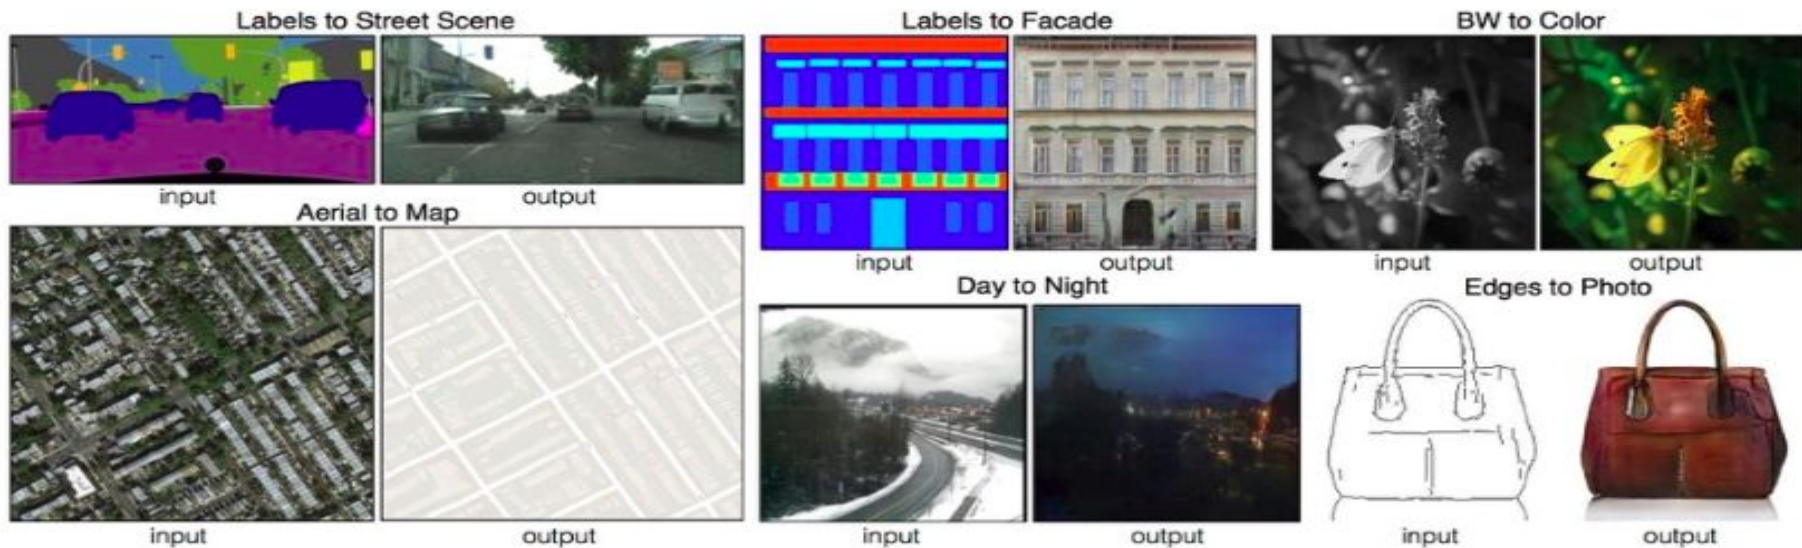 Labels to Street Scene
input
output
Aerial to Map
input
output
Labels to Facade
input
output
BW to Color
input
output
Day to Night
input
output
Edges to Photo
input
output